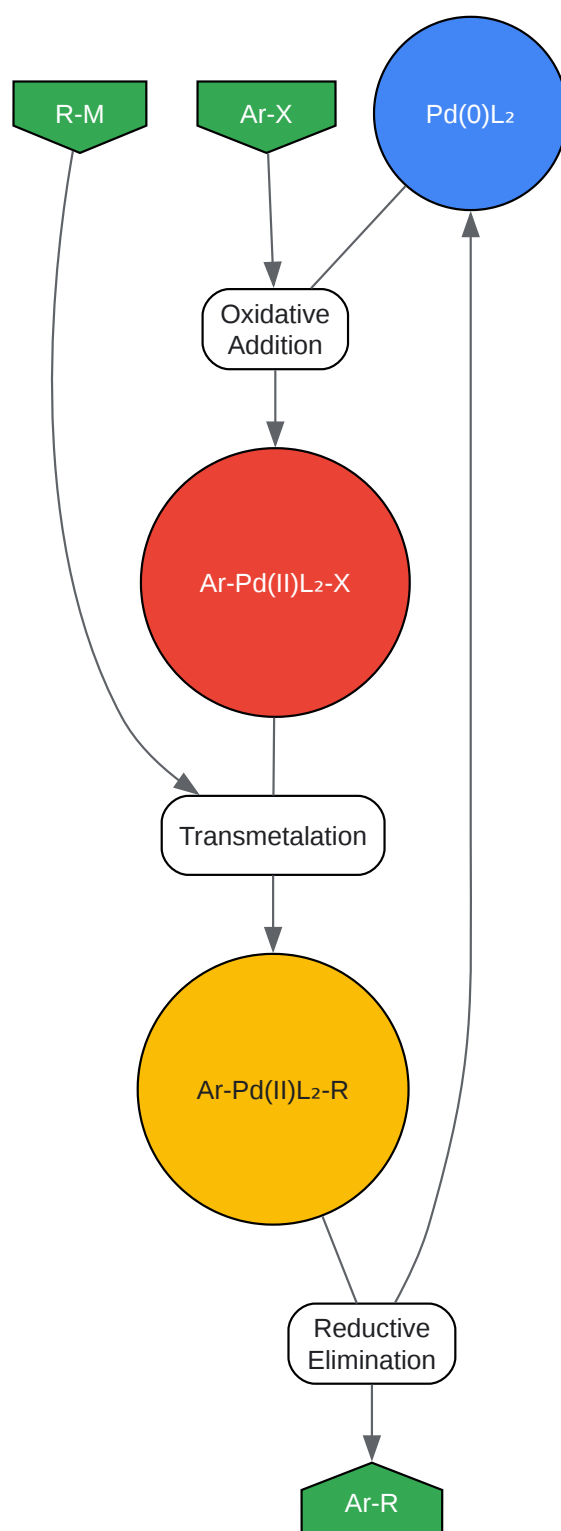 R-M
Ar-X
Pd(0)L₂
Oxidative
Addition
Ar-Pd(II)L₂-X
Transmetalation
Ar-Pd(II)L₂-R
Reductive
Elimination
Ar-R